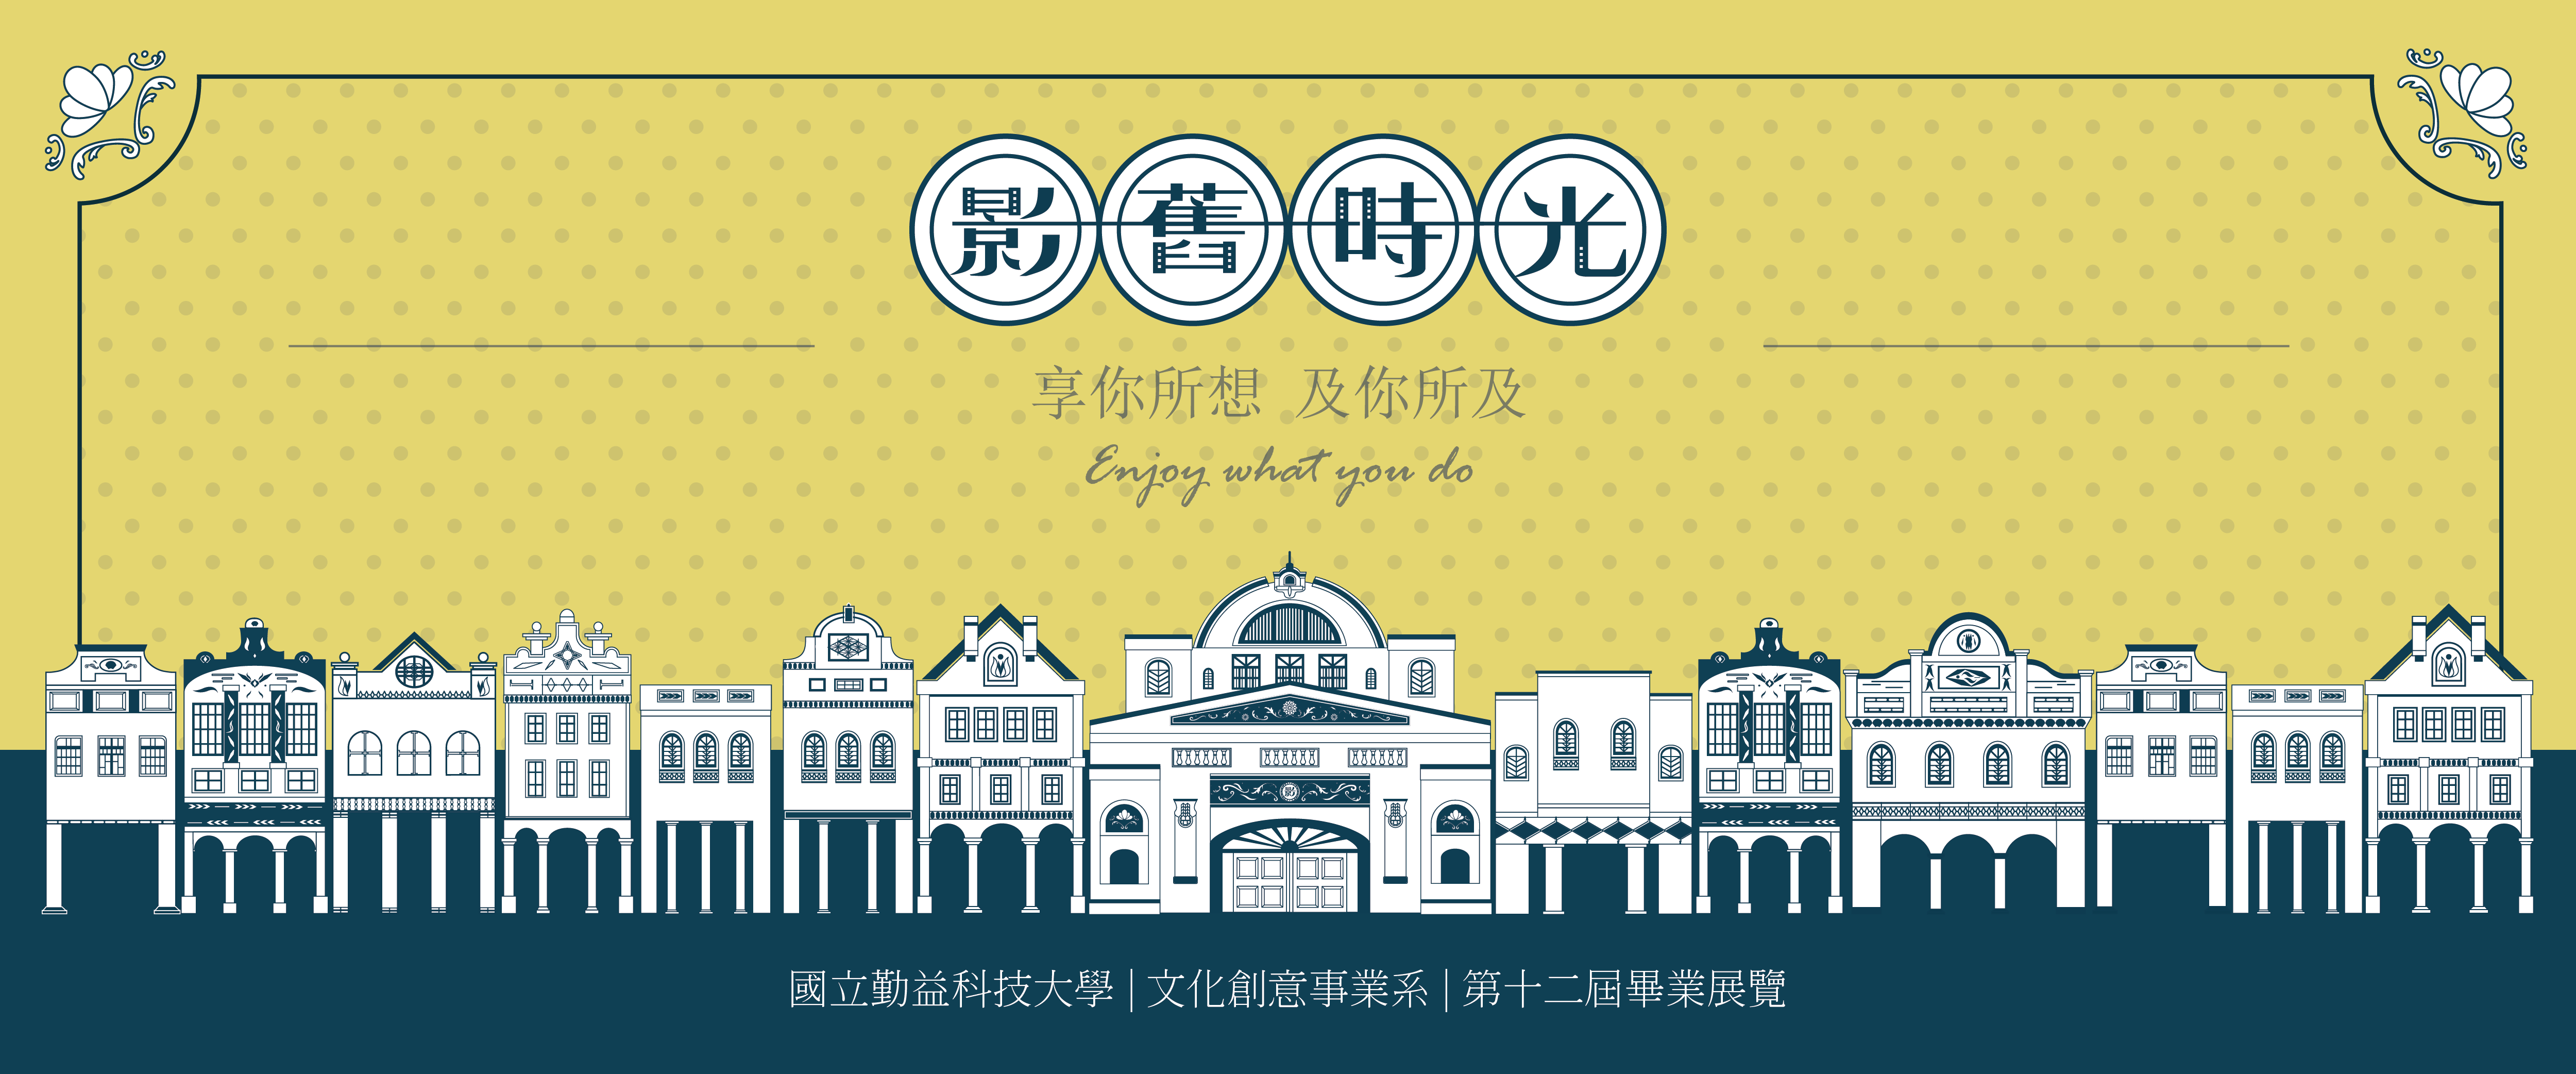 影舊時光
享你所想 及你所及
Enjoy what you do
影
國立勤益科技大學|文化創意事業系|第十二屆畢業展覽